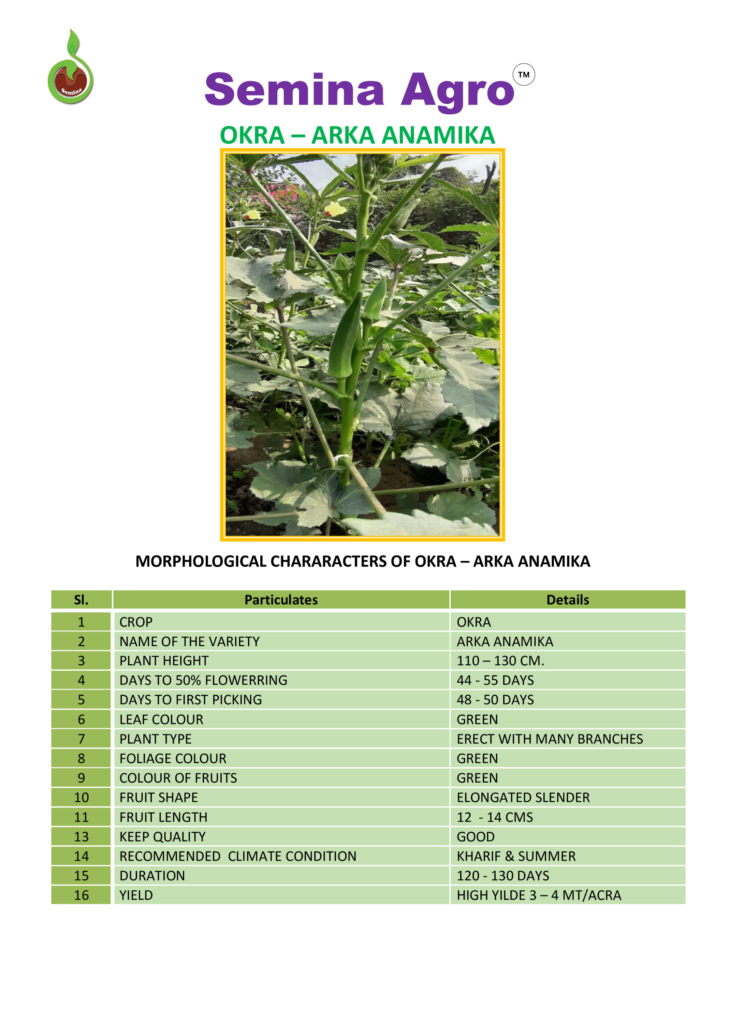 Semina
Semina Agro TM
OKRA – ARKA ANAMIKA
MORPHOLOGICAL CHARARACTERS OF OKRA – ARKA ANAMIKA
Sl. Particulates Details
1 CROP OKRA
2 NAME OF THE VARIETY ARKA ANAMIKA
3 PLANT HEIGHT 110 – 130 CM.
4 DAYS TO 50% FLOWERRING 44 - 55 DAYS
5 DAYS TO FIRST PICKING 48 - 50 DAYS
6 LEAF COLOUR GREEN
7 PLANT TYPE ERECT WITH MANY BRANCHES
8 FOLIAGE COLOUR GREEN
9 COLOUR OF FRUITS GREEN
10 FRUIT SHAPE ELONGATED SLENDER
11 FRUIT LENGTH 12 - 14 CMS
13 KEEP QUALITY GOOD
14 RECOMMENDED CLIMATE CONDITION KHARIF & SUMMER
15 DURATION 120 - 130 DAYS
16 YIELD HIGH YILDE 3 – 4 MT/ACRA